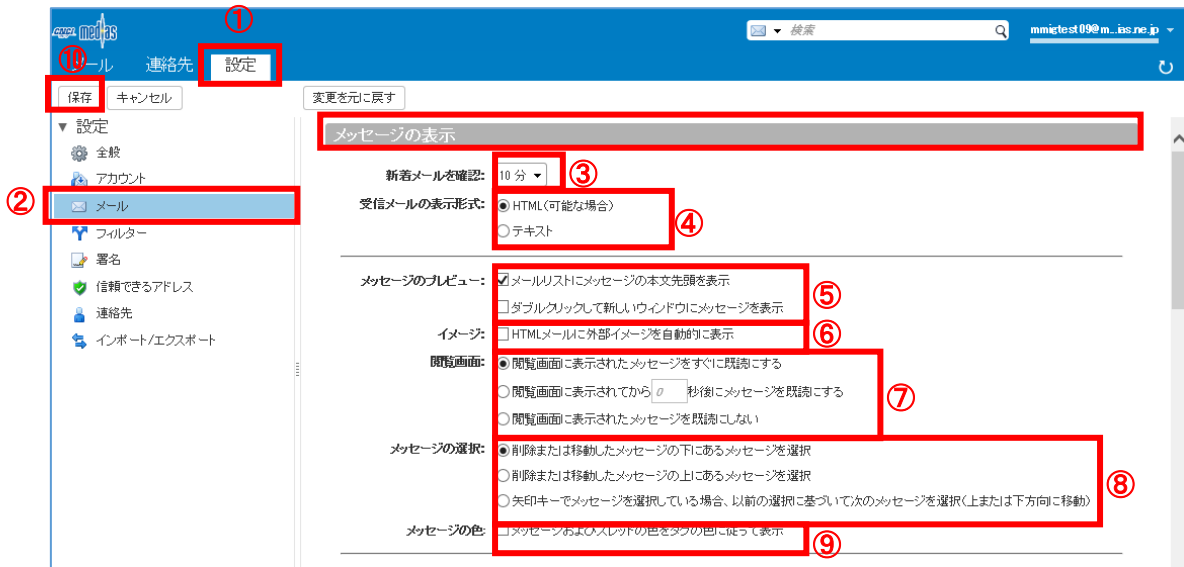 ①
CNCI medias
検索
mmigtest09@m...ias.ne.jp
⑩
メール 連絡先 設定
保存 キャンセル 変更を元に戻す
▼ 設定
メッセージの表示
全般
アカウント
新着メールを確認: 10 分 ③
② メール
受信メールの表示形式: HTML(可能な場合)
④
フィルター
テキスト
署名
信頼できるアドレス
メッセージのプレビュー: メールリストにメッセージの本文先頭を表示
⑤
連絡先
ダブルクリックして新しいウィンドウにメッセージを表示
インポート/エクスポート
イメージ: HTMLメールに外部イメージを自動的に表示 ⑥
閲覧画面: 閲覧画面に表示されたメッセージをすぐに既読にする
閲覧画面に表示されてから 0 秒後にメッセージを既読にする ⑦
閲覧画面に表示されたメッセージを既読にしない
メッセージの選択: 削除または移動したメッセージの下にあるメッセージを選択
削除または移動したメッセージの上にあるメッセージを選択 ⑧
矢印キーでメッセージを選択している場合、以前の選択に基づいて次のメッセージを選択(上または下方向に移動)
メッセージの色: メッセージおよびスレッドの色をタグの色に従って表示 ⑨